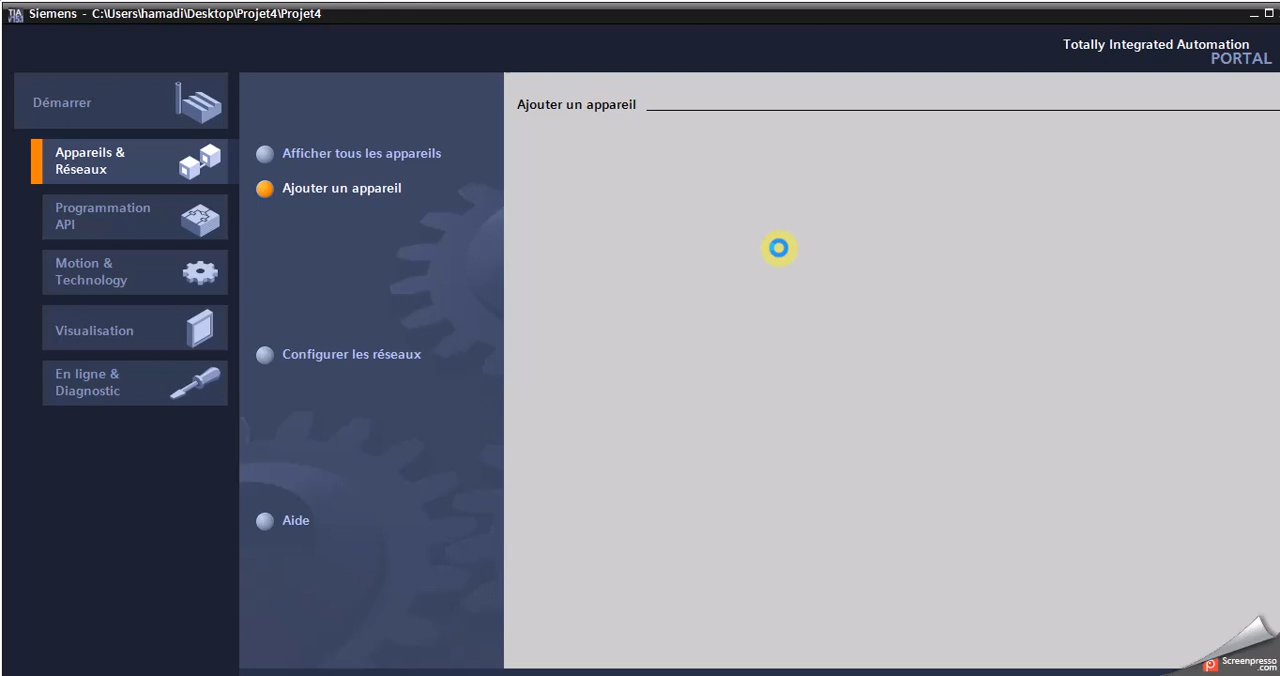 Siemens - C:\Users\hamadi\Desktop\Projet4\Projet4
Totally Integrated Automation
PORTAL
Démarrer
Appareils &
Réseaux
Programmation
API
Motion &
Technology
Visualisation
En ligne &
Diagnostic
Afficher tous les appareils
Ajouter un appareil
Configurer les réseaux
Aide
Ajouter un appareil
Screenpresso
.com